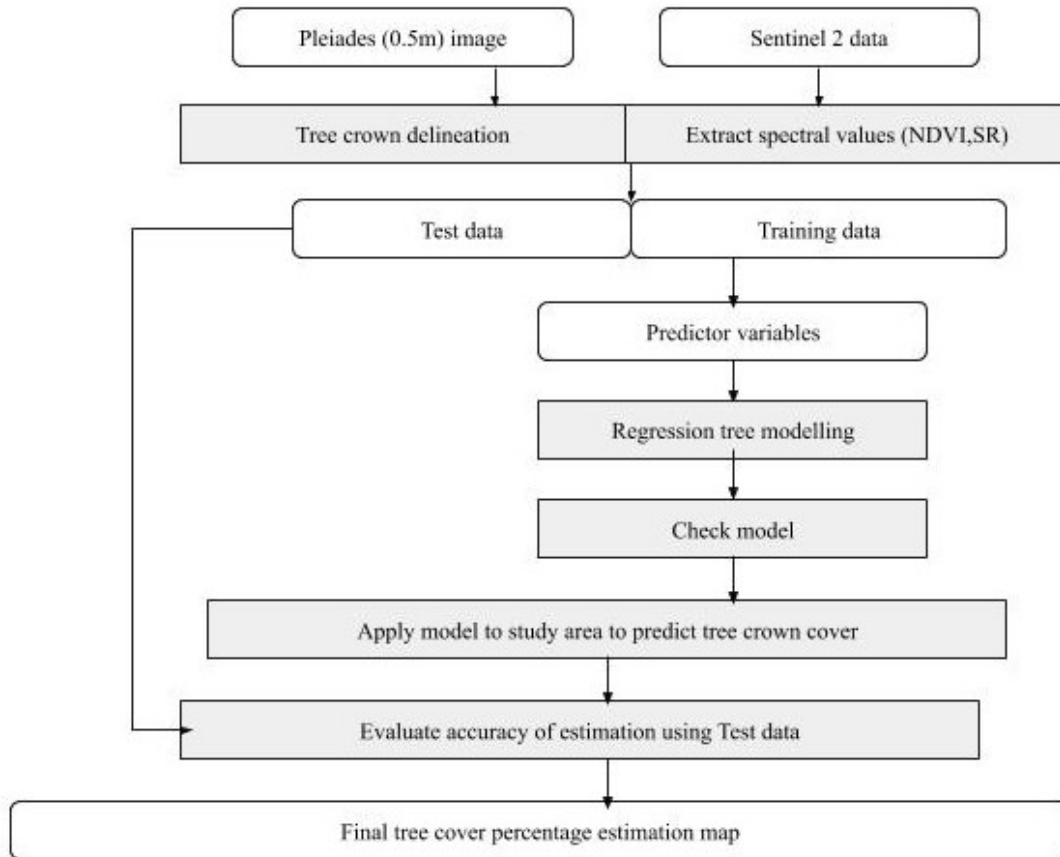 Pleiades (0.5m) image
Sentinel 2 data
Tree crown delineation
Extract spectral values (NDVI,SR)
Test data
Training data
Predictor variables
Regression tree modelling
Check model
Apply model to study area to predict tree crown cover
Evaluate accuracy of estimation using Test data
Final tree cover percentage estimation map